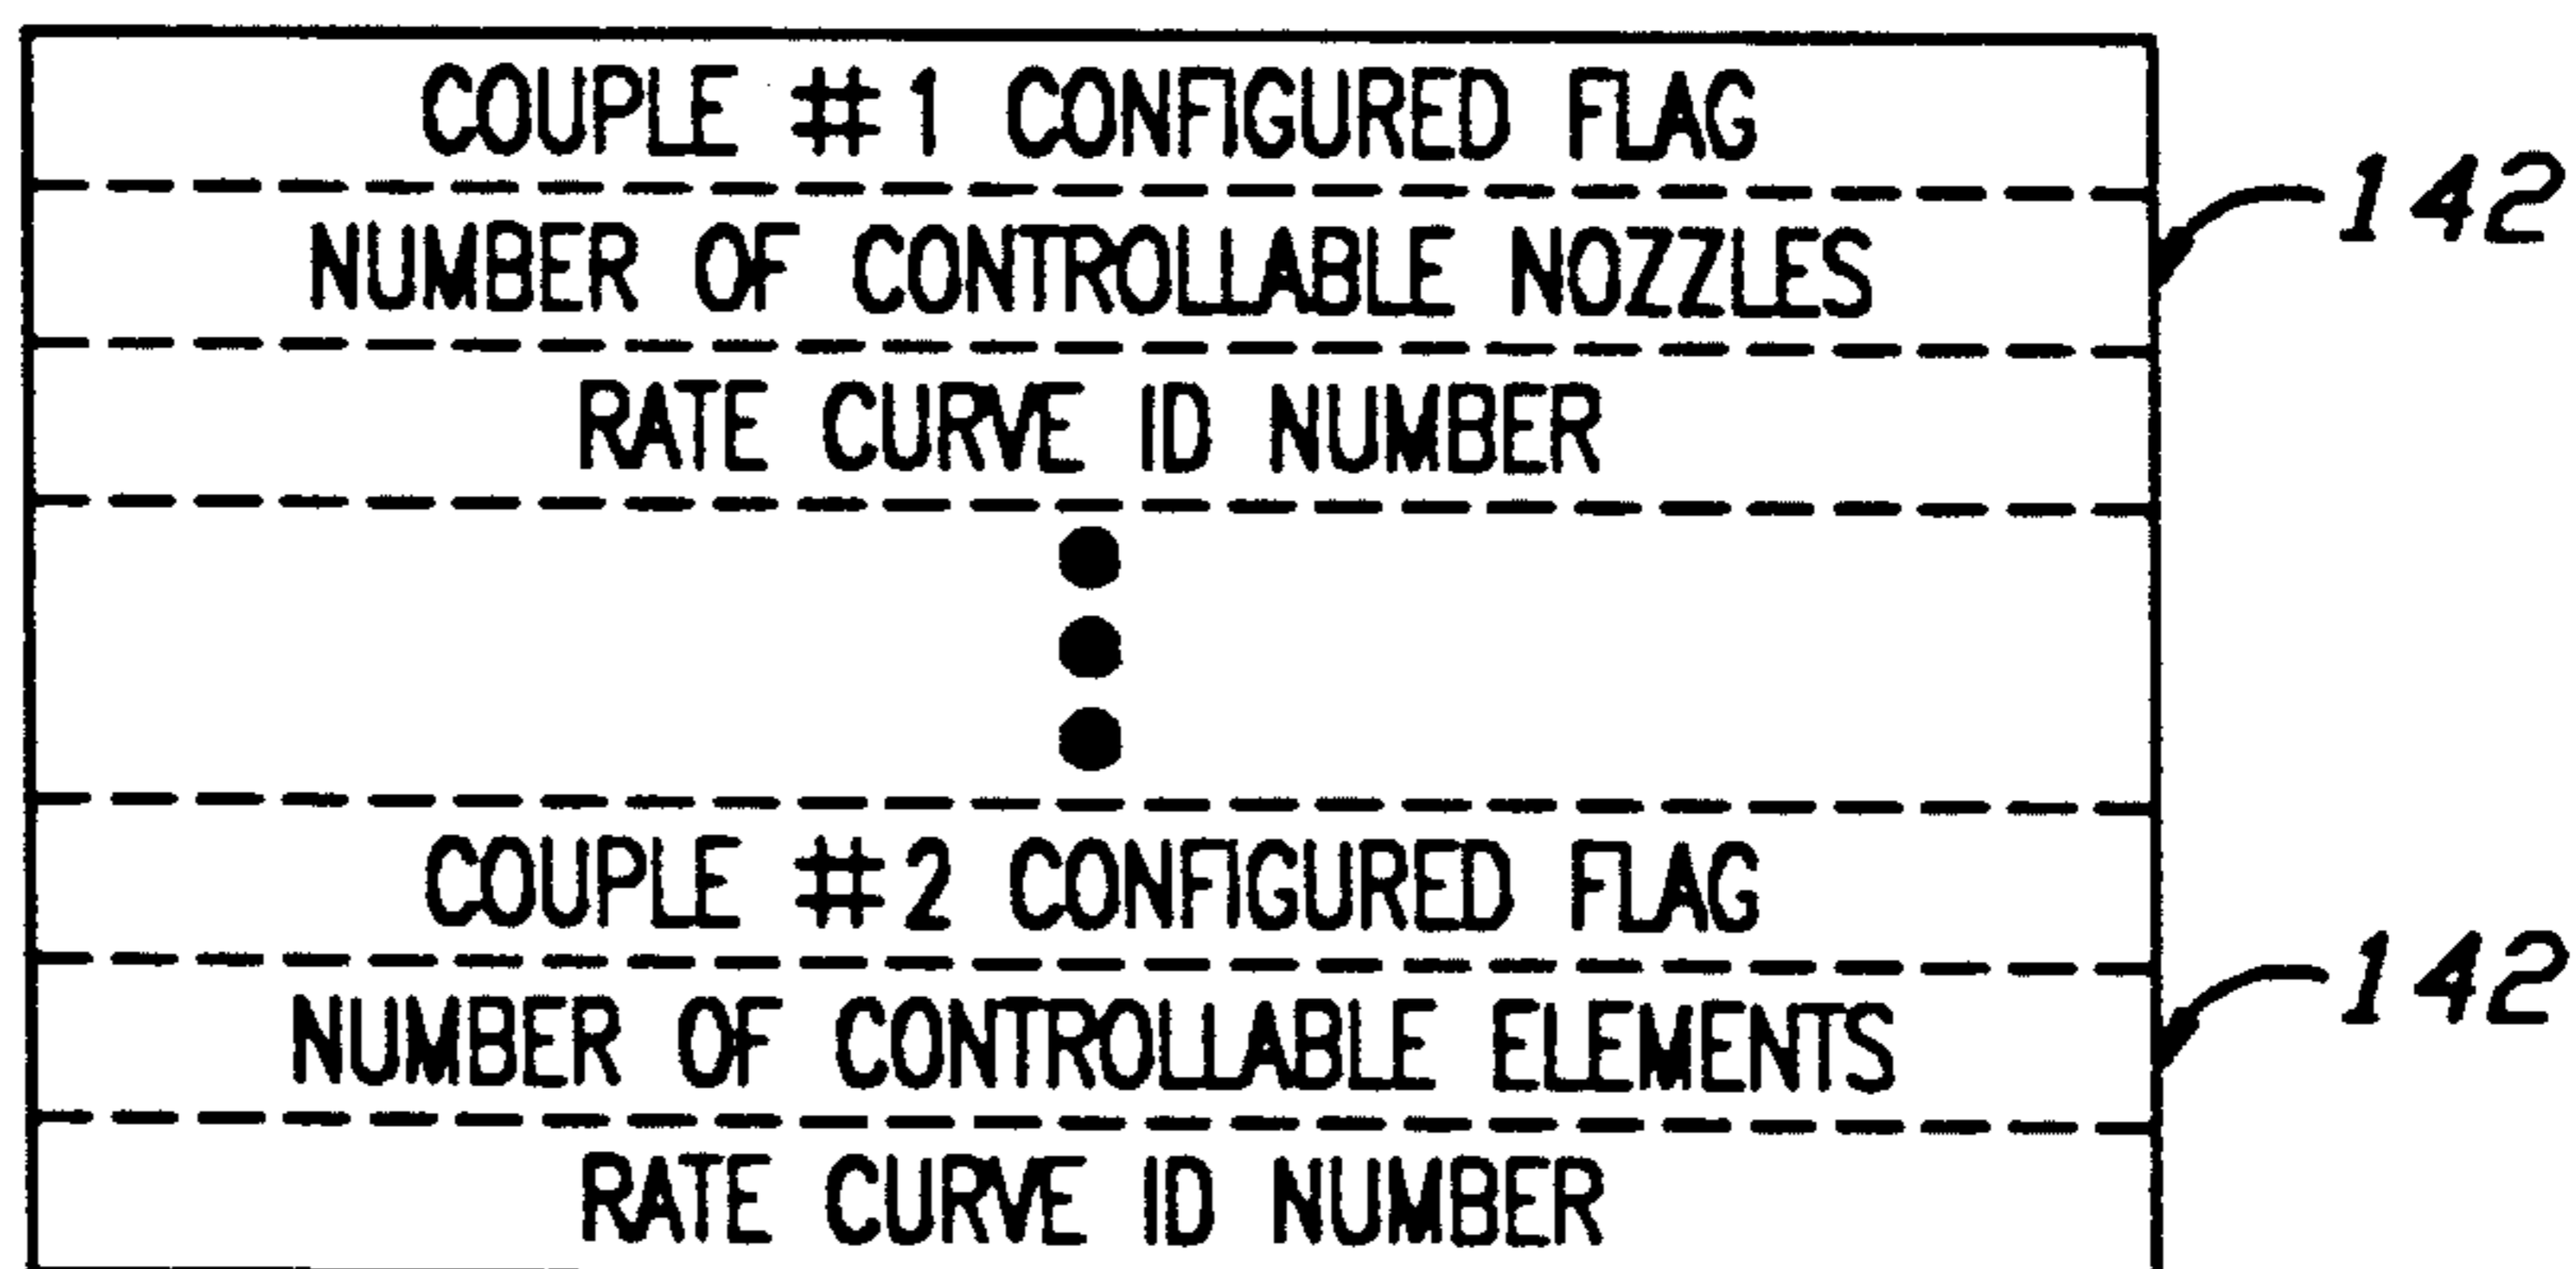 COUPLE #1 CONFIGURED FLAG
142
NUMBER OF CONTROLLABLE NOZZLES
RATE CURVE ID NUMBER
COUPLE #2 CONFIGURED FLAG
142
NUMBER OF CONTROLLABLE ELEMENTS
RATE CURVE ID NUMBER